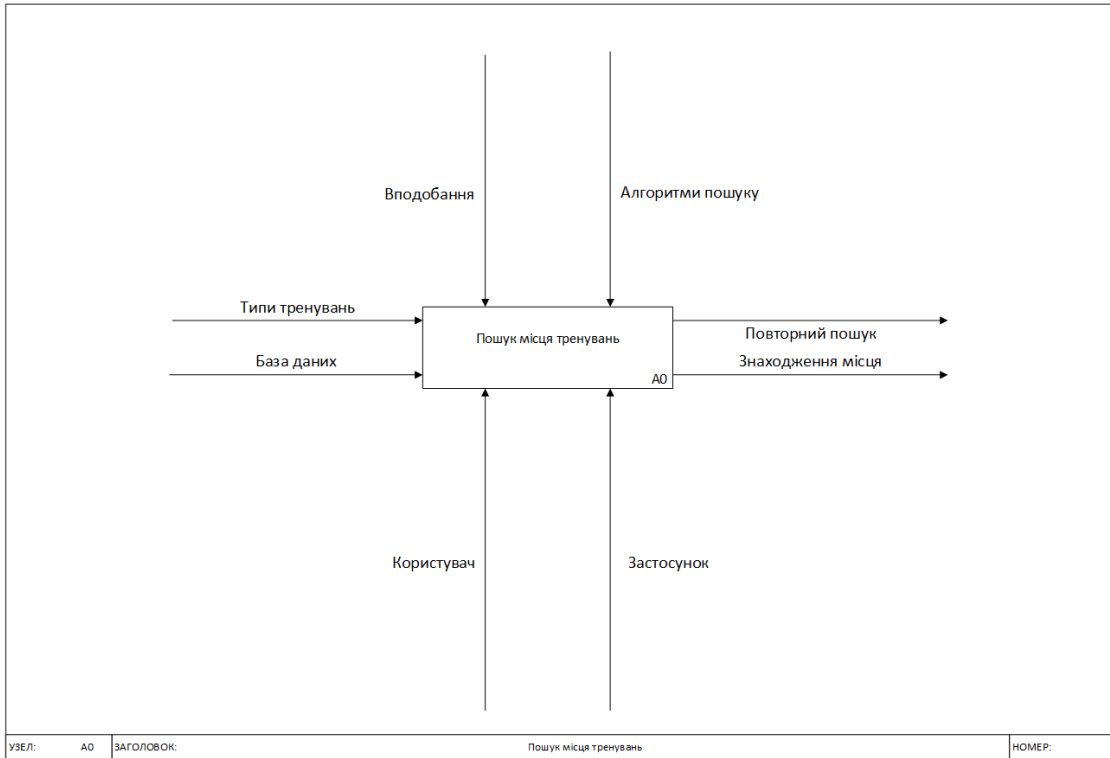 Вподобання
Алгоритми пошуку
Типи тренувань
База даних
Пошук місця тренувань
A0
Повторний пошук
Знаходження місця
Користувач
Застосунок
УЗЕЛ: A0 ЗАГОЛОВОК: Пошук місця тренувань НОМЕР: